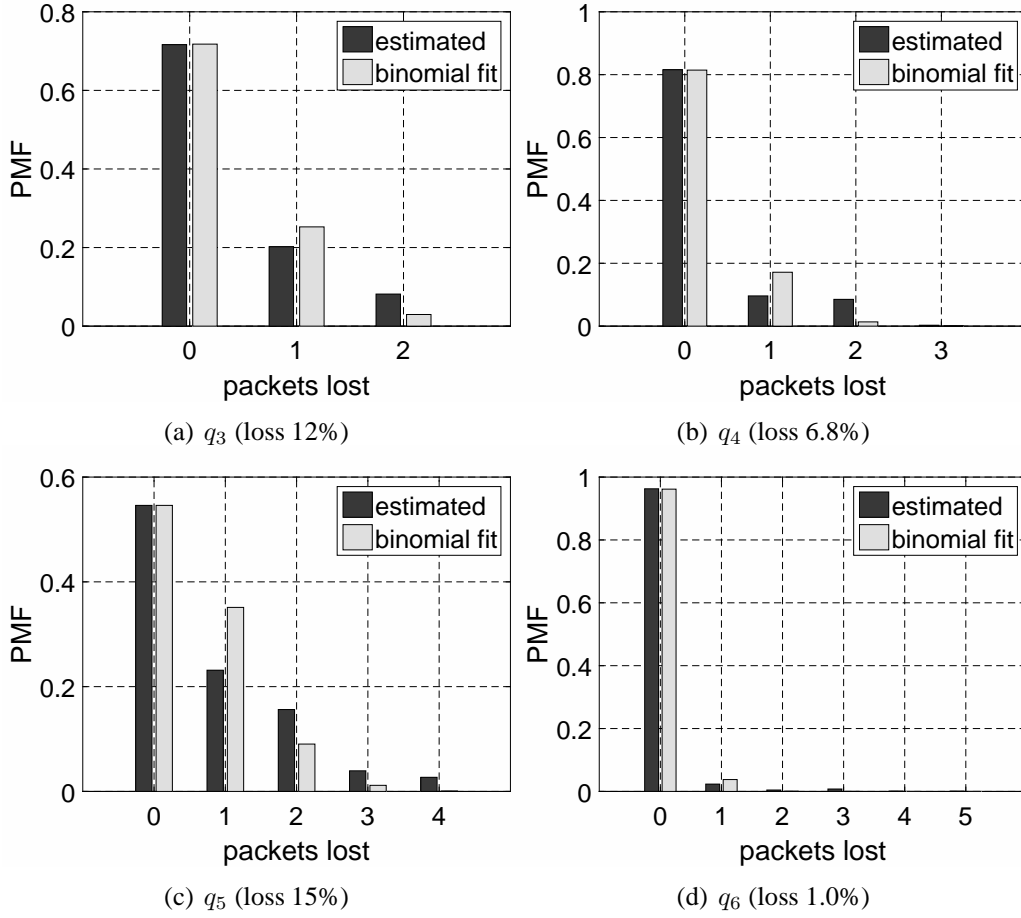 0.8
0.6
0.4
0.2
0
PMF
estimated
binomial fit
0 1 2
packets lost
(a) q3 (loss 12%)
1
0.8
0.6
0.4
0.2
0
PMF
estimated
binomial fit
0 1 2 3
packets lost
(b) q4 (loss 6.8%)
0.6
0.4
0.2
0
PMF
estimated
binomial fit
0 1 2 3 4
packets lost
(c) q5 (loss 15%)
1
0.8
0.6
0.4
0.2
0
PMF
estimated
binomial fit
0 1 2 3 4 5
packets lost
(d) q6 (loss 1.0%)